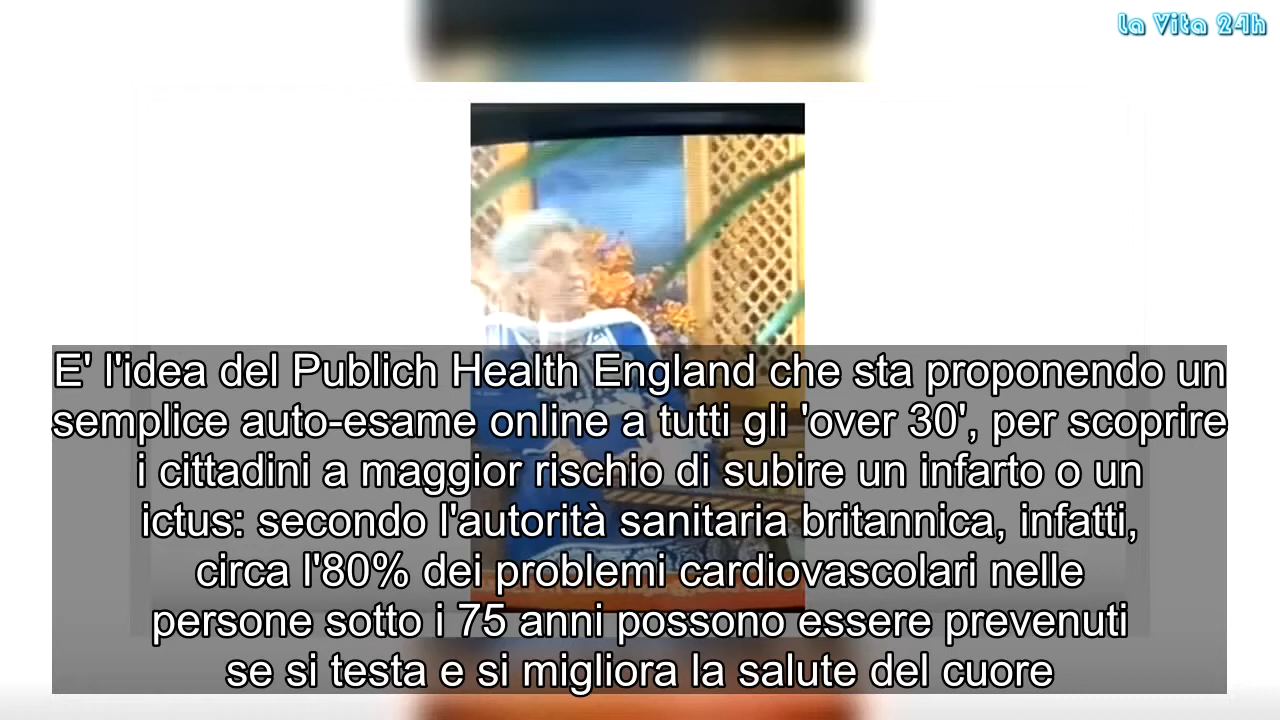 La Vita 24h
E' l'idea del Publich Health England che sta proponendo un
semplice auto-esame online a tutti gli 'over 30', per scoprire
i cittadini a maggior rischio di subire un infarto o un
ictus: secondo l'autorità sanitaria britannica, infatti,
circa l'80% dei problemi cardiovascolari nelle
persone sotto i 75 anni possono essere prevenuti
se si testa e si migliora la salute del cuore